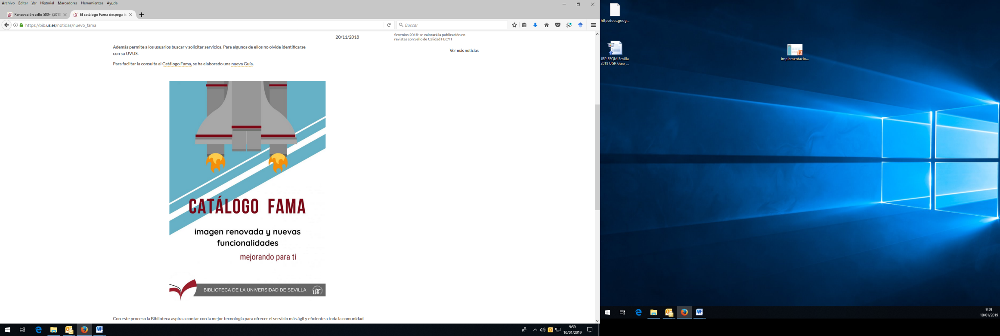 Archivo Editar Ver Historial Marcadores Herramientas Ayuda
Renovación sello 500+ (2018
El catálogo Fama despega b
https://bib.us.es/noticias/nuevo_fama
Buscar
20/11/2018
Sexenios 2018: se valorará la publicación en
revistas con Sello de Calidad FECYT
Ver más noticias
Además permite a los usuarios buscar y solicitar servicios. Para algunos de ellos no olvide identificarse
con su UVUS.
Para faciltar la consulta al Catálogo Fama, se ha elaborado una nueva Guía.
CATÁLOGO FAMA
imagen renovada y nuevas
funcionalidades
mejorando para ti
BIBLIOTECA DE LA UNIVERSIDAD DE SEVILLA
Con este proceso la Biblioteca aspira a contar con la mejor tecnología para ofrecer el servicio más ágil y eficiente a toda la comunidad
9:59
10/01/2019
httpsdocs.goog...
JBP EFQM Sevilla
2018 UGR Guia_...
implementacio...
9:59
10/01/2019